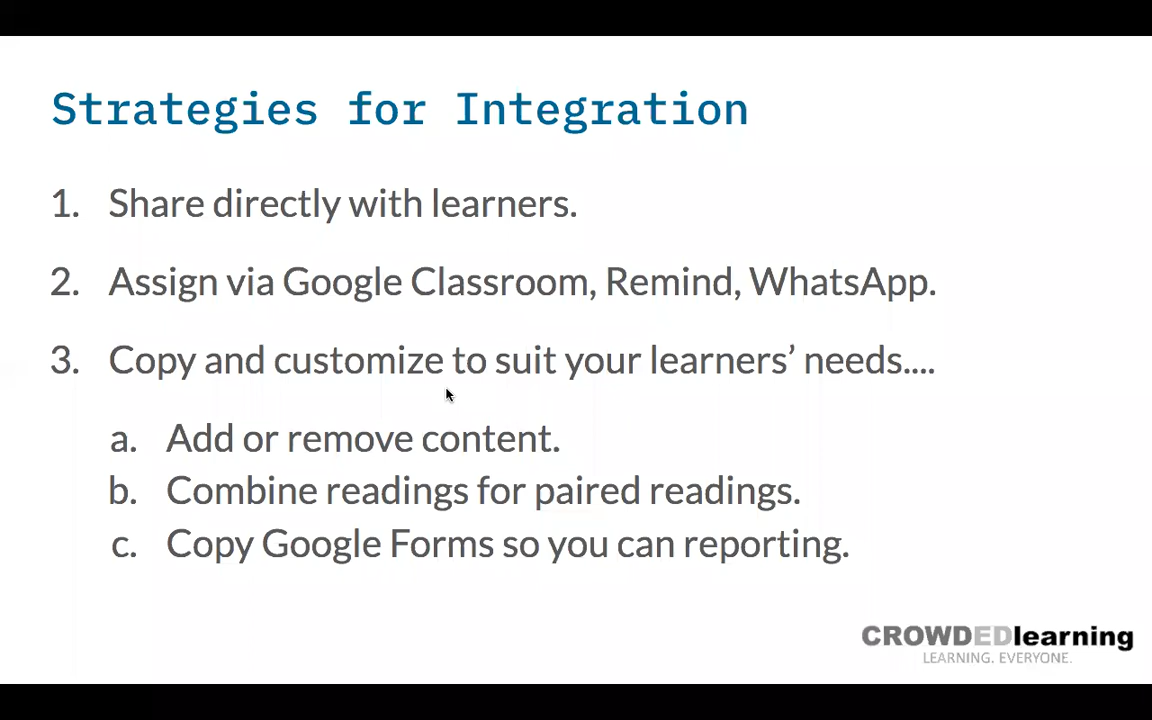 Strategies for Integration
1. Share directly with learners.
2. Assign via Google Classroom, Remind, WhatsApp.
3. Copy and customize to suit your learners’ needs....
a. Add or remove content.
b. Combine readings for paired readings.
c. Copy Google Forms so you can reporting.
CROWDEDlearning
LEARNING. EVERYONE.